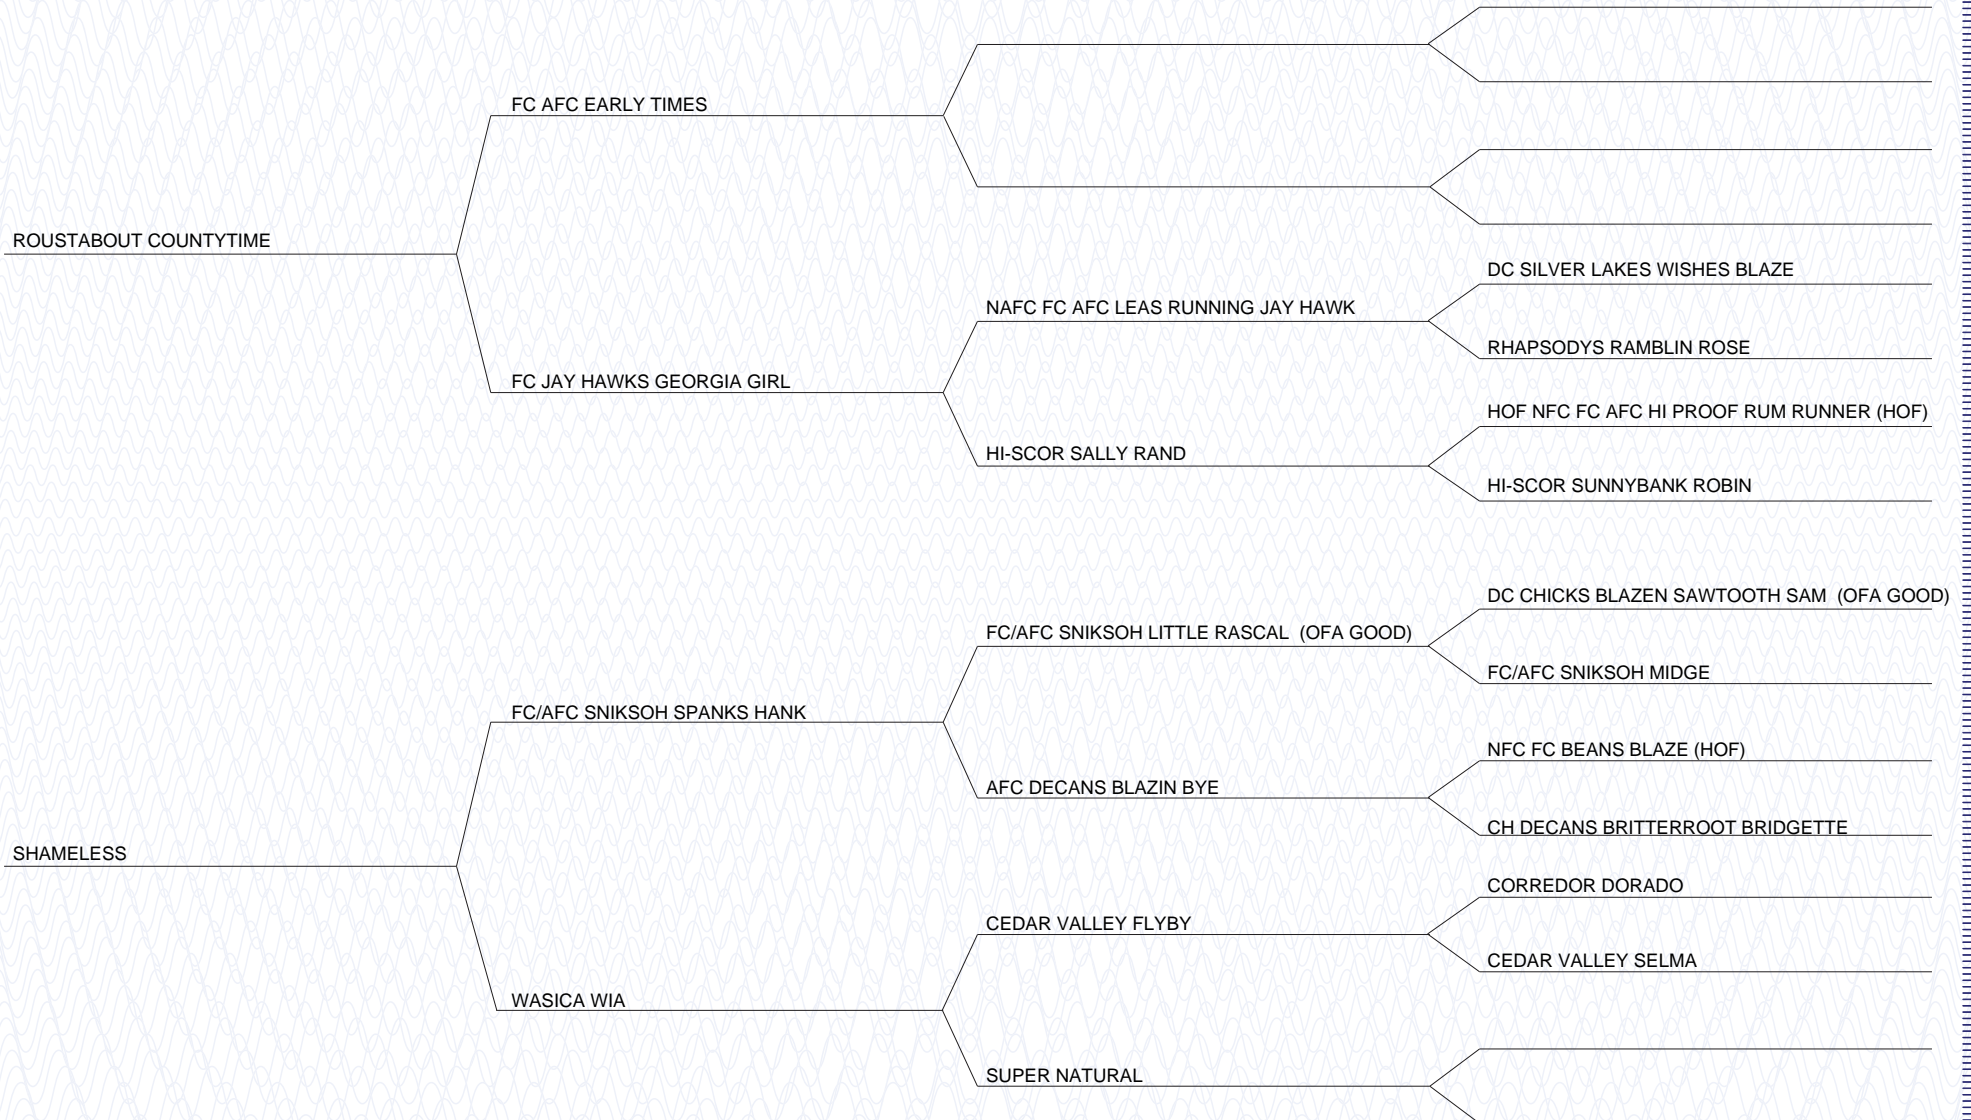 FC AFC EARLY TIMES
ROUSTABOUT COUNTYTIME
DC SILVER LAKES WISHES BLAZE
NAFC FC AFC LEAS RUNNING JAY HAWK
RHAPSODYS RAMBLIN ROSE
FC JAY HAWKS GEORGIA GIRL
HOF NFC FC AFC HI PROOF RUM RUNNER (HOF)
HI-SCOR SALLY RAND
HI-SCOR SUNNYBANK ROBIN
DC CHICKS BLAZEN SAWTOOTH SAM (OFA GOOD)
FC/AFC SNIKSOH LITTLE RASCAL (OFA GOOD)
FC/AFC SNIKSOH MIDGE
FC/AFC SNIKSOH SPANKS HANK
NFC FC BEANS BLAZE (HOF)
AFC DECANS BLAZIN BYE
CH DECANS BRITTERROOT BRIDGETTE
SHAMELESS
CORREDOR DORADO
CEDAR VALLEY FLYBY
CEDAR VALLEY SELMA
WASICA WIA
SUPER NATURAL